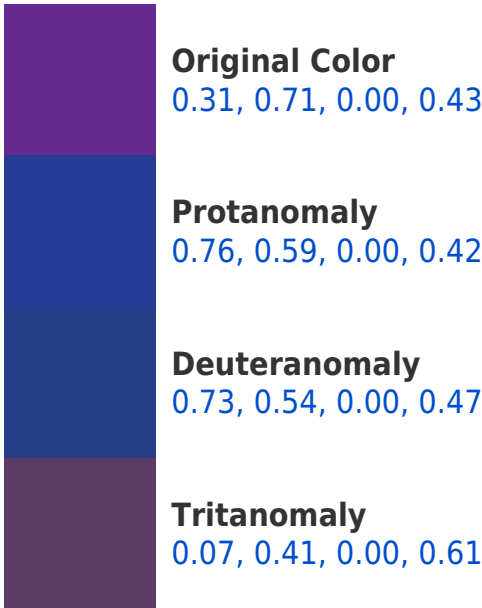 Original Color
0.31, 0.71, 0.00, 0.43
Protanomaly
0.76, 0.59, 0.00, 0.42
Deuteranomaly
0.73, 0.54, 0.00, 0.47
Tritanomaly
0.07, 0.41, 0.00, 0.61